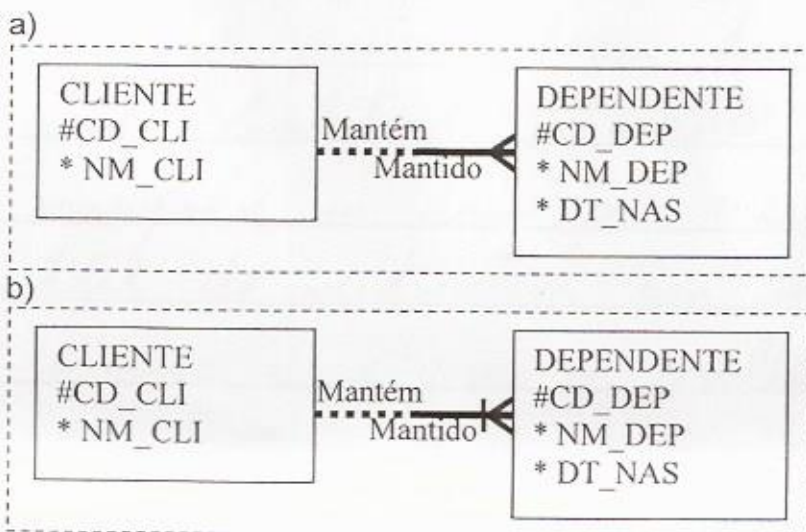 a)
CLIENTE
#CD_CLI
* NM_CLI
Mantém
Mantido
DEPENDENTE
#CD_DEP
* NM_DEP
* DT_NAS
b)
CLIENTE
#CD_CLI
* NM_CLI
Mantém
Mantido
DEPENDENTE
#CD_DEP
* NM_DEP
* DT_NAS